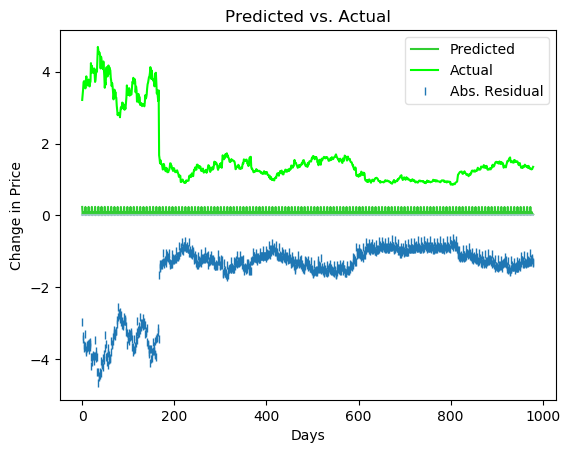 Predicted vs. Actual
Predicted
Actual
Abs. Residual
Change in Price
4
2
0
−2
−4
0
200
400
600
800
1000
Days